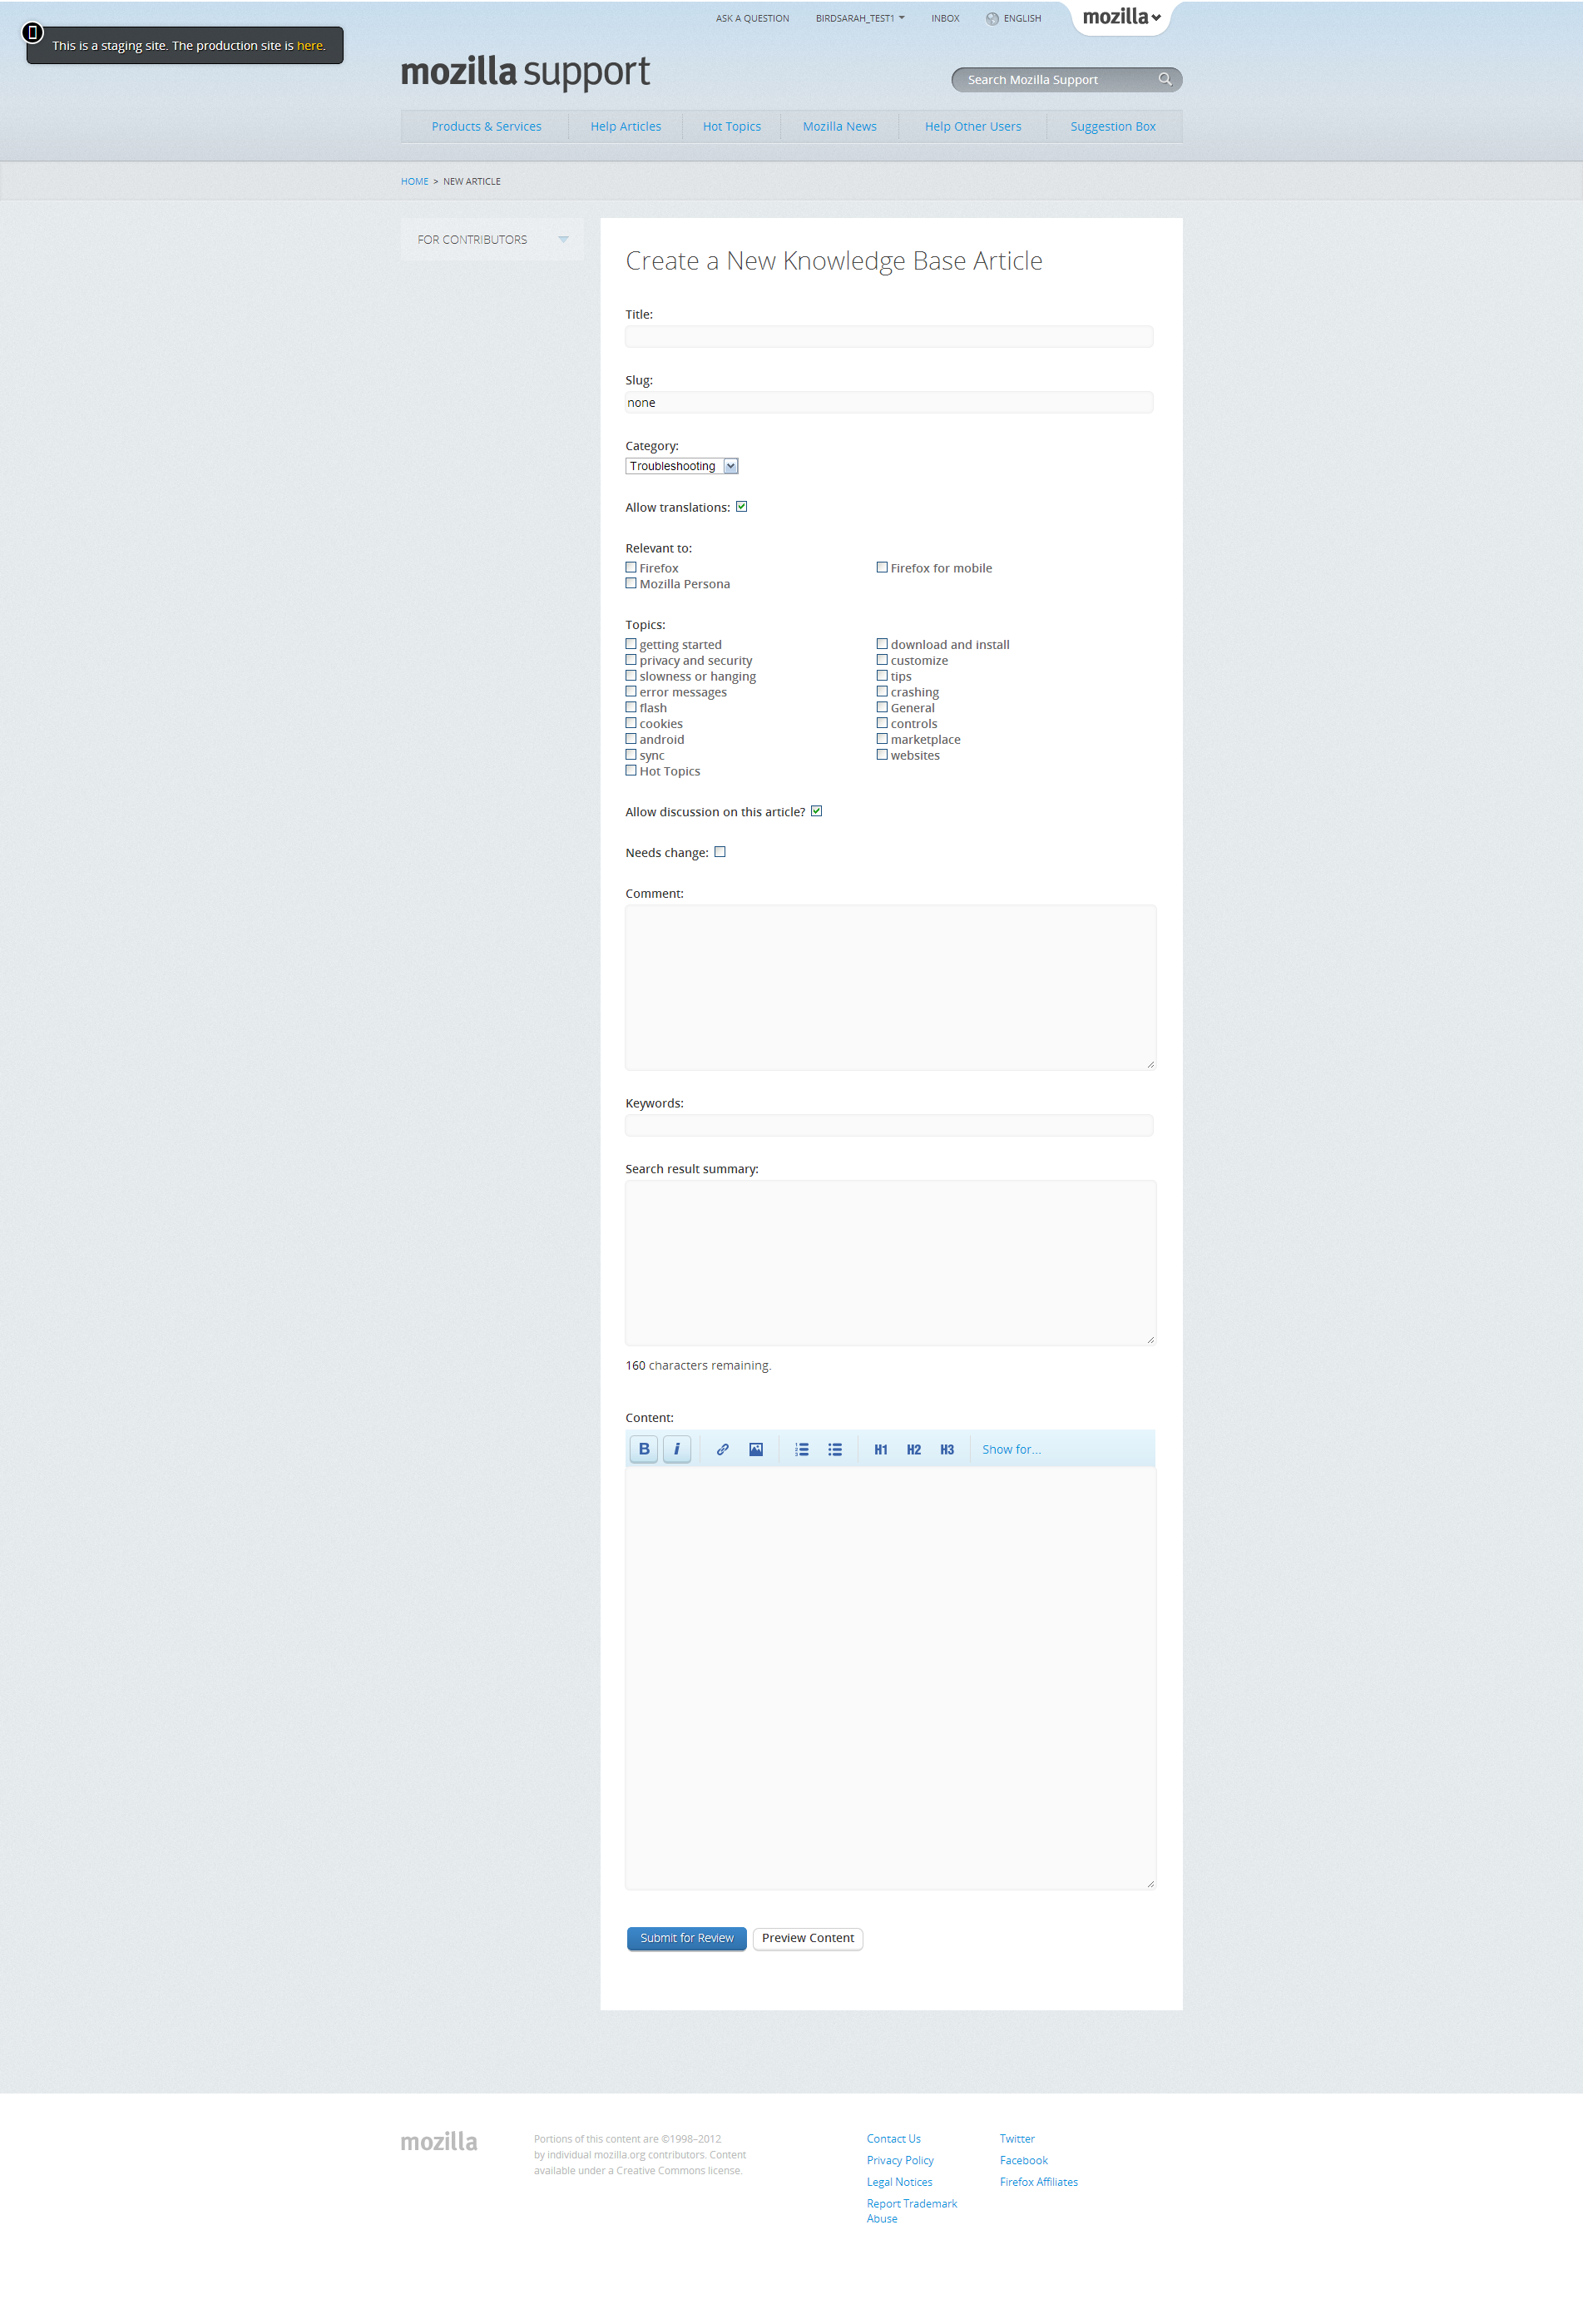 ASK A QUESTION BIRDSARAH_TEST1 INBOX ENGLISH mozilla
This is a staging site. The production site is here.
mozilla support
Search Mozilla Support
Products & Services Help Articles Hot Topics Mozilla News Help Other Users Suggestion Box
HOME > NEW ARTICLE
FOR CONTRIBUTORS
Create a New Knowledge Base Article
Title:
Slug:
none
Category:
Troubleshooting
Allow translations:
Relevant to:
Firefox Firefox for mobile
Mozilla Persona
Topics:
getting started download and install
privacy and security customize
slowness or hanging tips
error messages crashing
flash General
cookies controls
android marketplace
sync websites
Hot Topics
Allow discussion on this article?
Needs change:
Comment:
Keywords:
Search result summary:
160 characters remaining.
Content:
B i H1 H2 H3 Show for...
Submit for Review Preview Content
mozilla
Portions of this content are ©1998–2012
by individual mozilla.org contributors. Content
available under a Creative Commons license.
Contact Us
Privacy Policy
Legal Notices
Report Trademark
Abuse
Twitter
Facebook
Firefox Affiliates